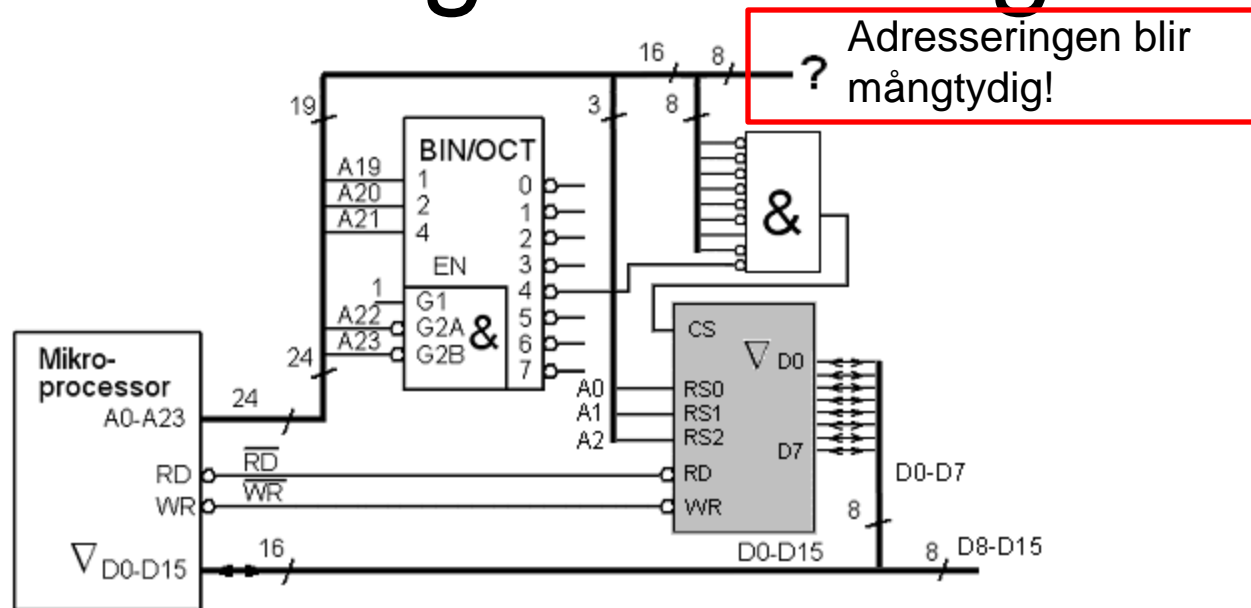 g g
Adresseringen blir
mångtydig!
?
16 8
19
3
8
BIN/OCT
A19 1
A20 2
A21 4
0
1
2
3
4
5
6
7
EN
1 G1
A22 G2A
A23 G2B
&
&
24
Mikro-
processor
A0-A23
24
RD
WR
RD
WR
D0-D15
16
CS
D0
A0 RS0
A1 RS1
A2 RS2
D7
RD
WR
D0-D7
8
D0-D15
8 D8-D15